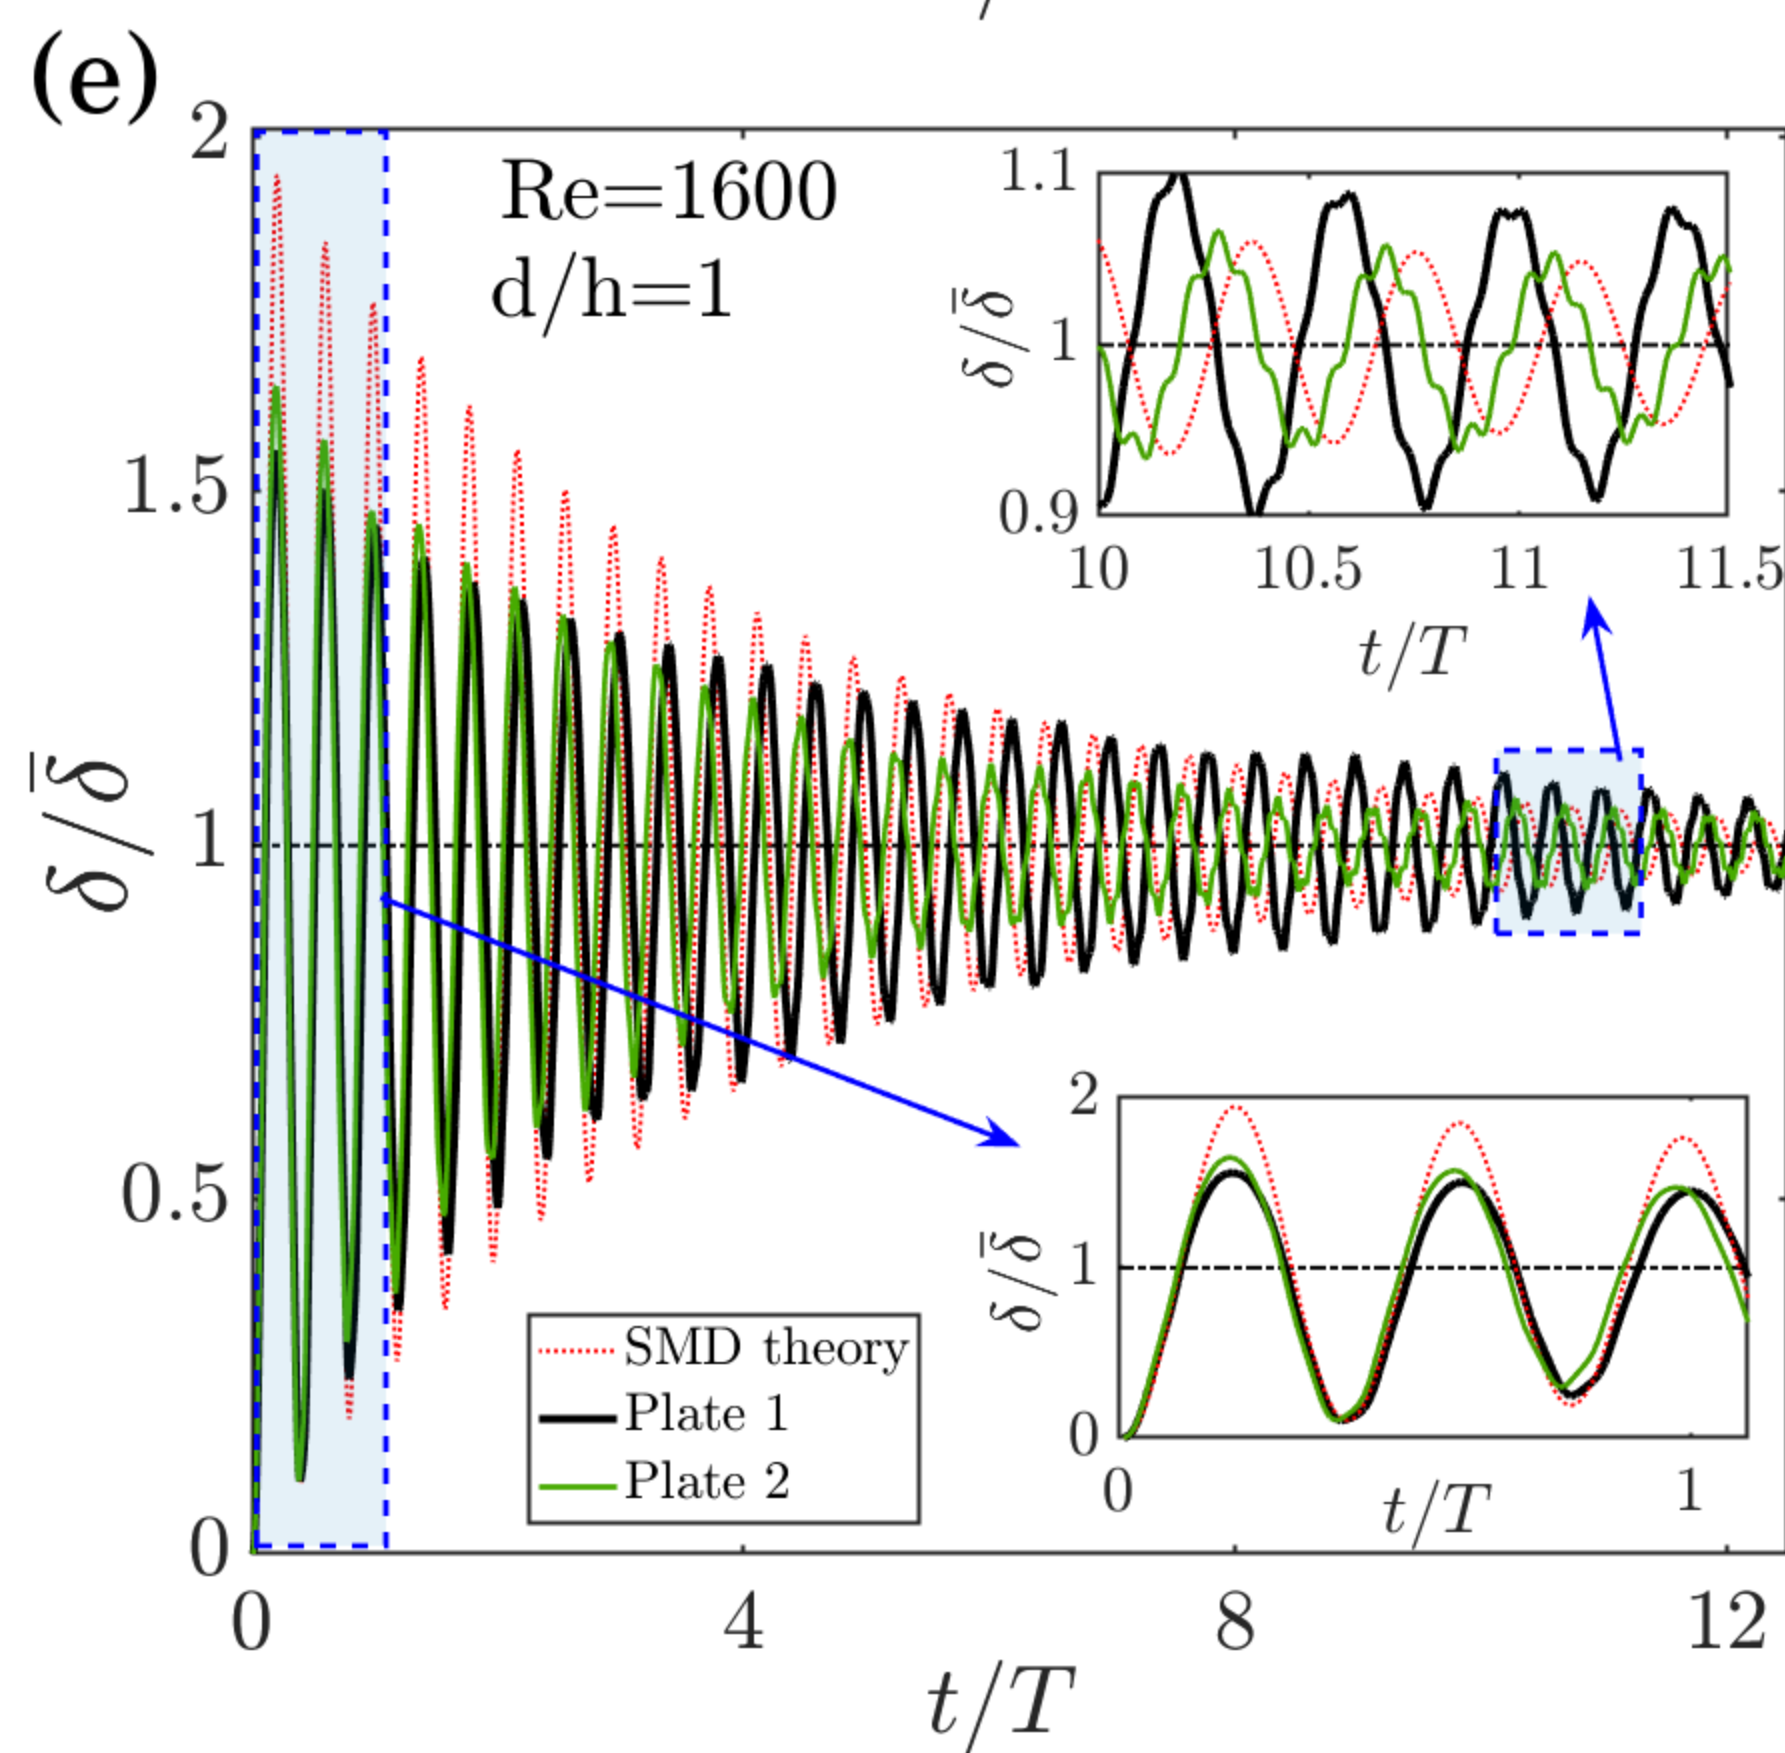 (e)
2
1.5
1
0.5
0
δ/δ̄
Re=1600
d/h=1
1.1
1
0.9
δ/δ̄
10 10.5 11 11.5
t/T
2
1
0
δ/δ̄
0 1
t/T
SMD theory
Plate 1
Plate 2
0 4 8 12
t/T